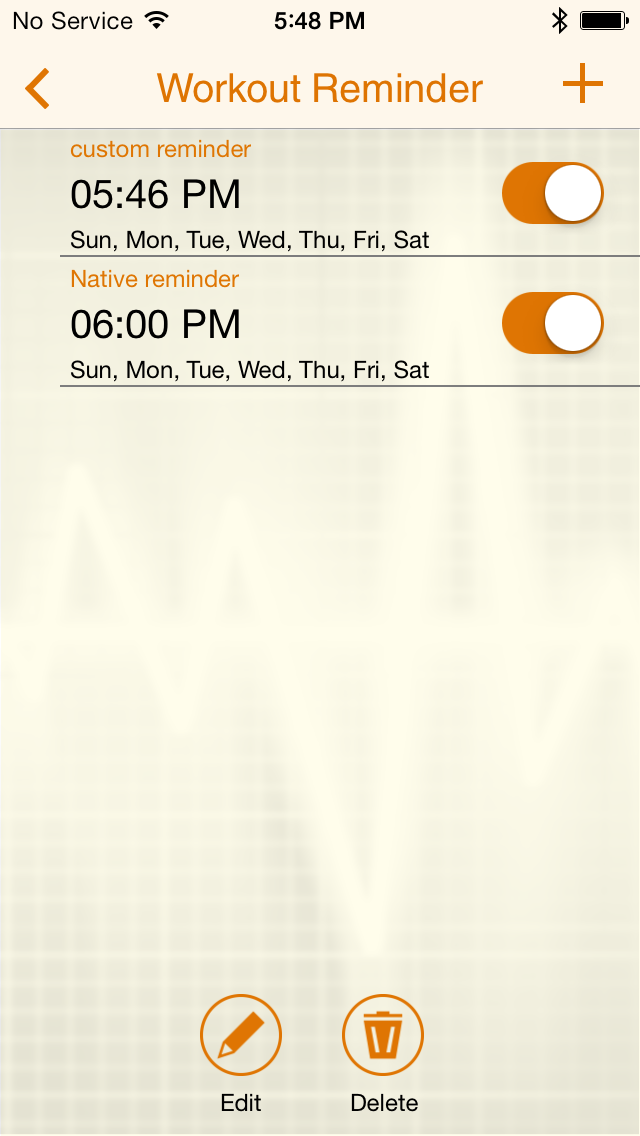 No Service 5:48 PM
Workout Reminder
custom reminder
05:46 PM
Sun, Mon, Tue, Wed, Thu, Fri, Sat
Native reminder
06:00 PM
Sun, Mon, Tue, Wed, Thu, Fri, Sat
Edit Delete